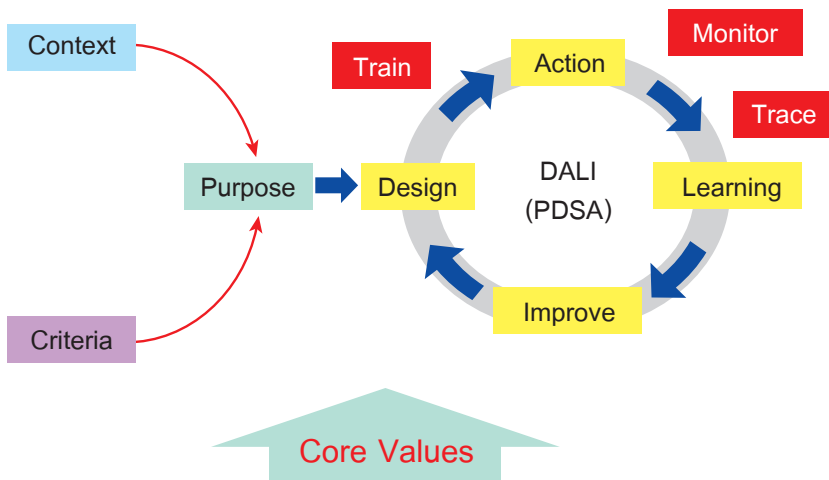 Context
Monitor
Train
Action
Trace
Purpose
Design
DALI
(PDSA)
Learning
Improve
Criteria
Core Values